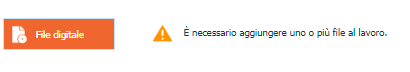 File digitale
È necessario aggiungere uno o più file al lavoro.